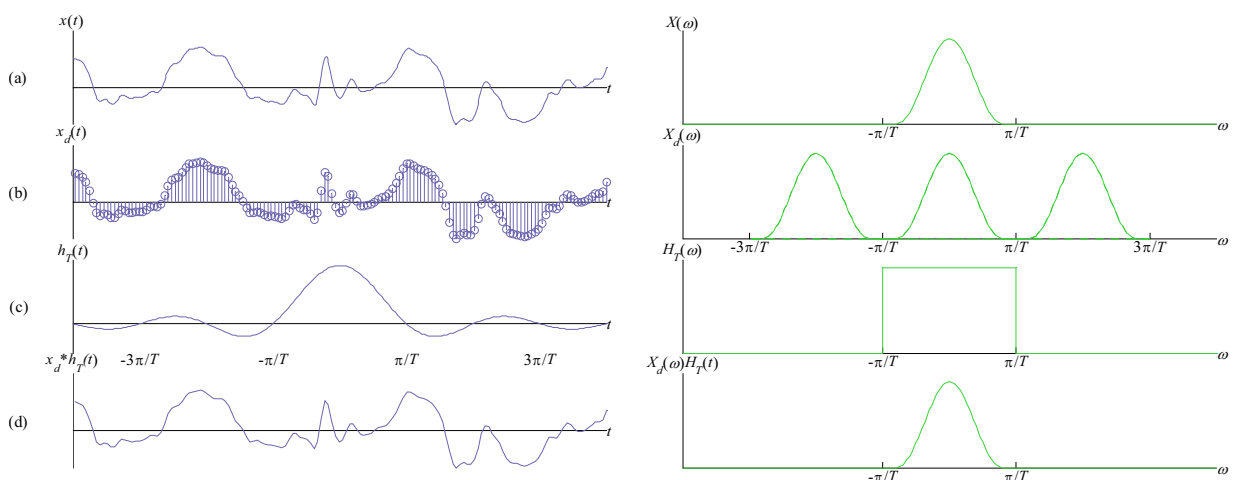 x(t) X(ω)
(a) t -π/T π/T ω
x_d(t) X_d(ω)
(b) t -3π/T -π/T π/T 3π/T ω
h_T(t) H_T(ω)
(c) t -π/T π/T ω
-3π/T -π/T π/T 3π/T
x_d*h_T(t) X_d(ω)H_T(t)
(d) t -π/T π/T ω